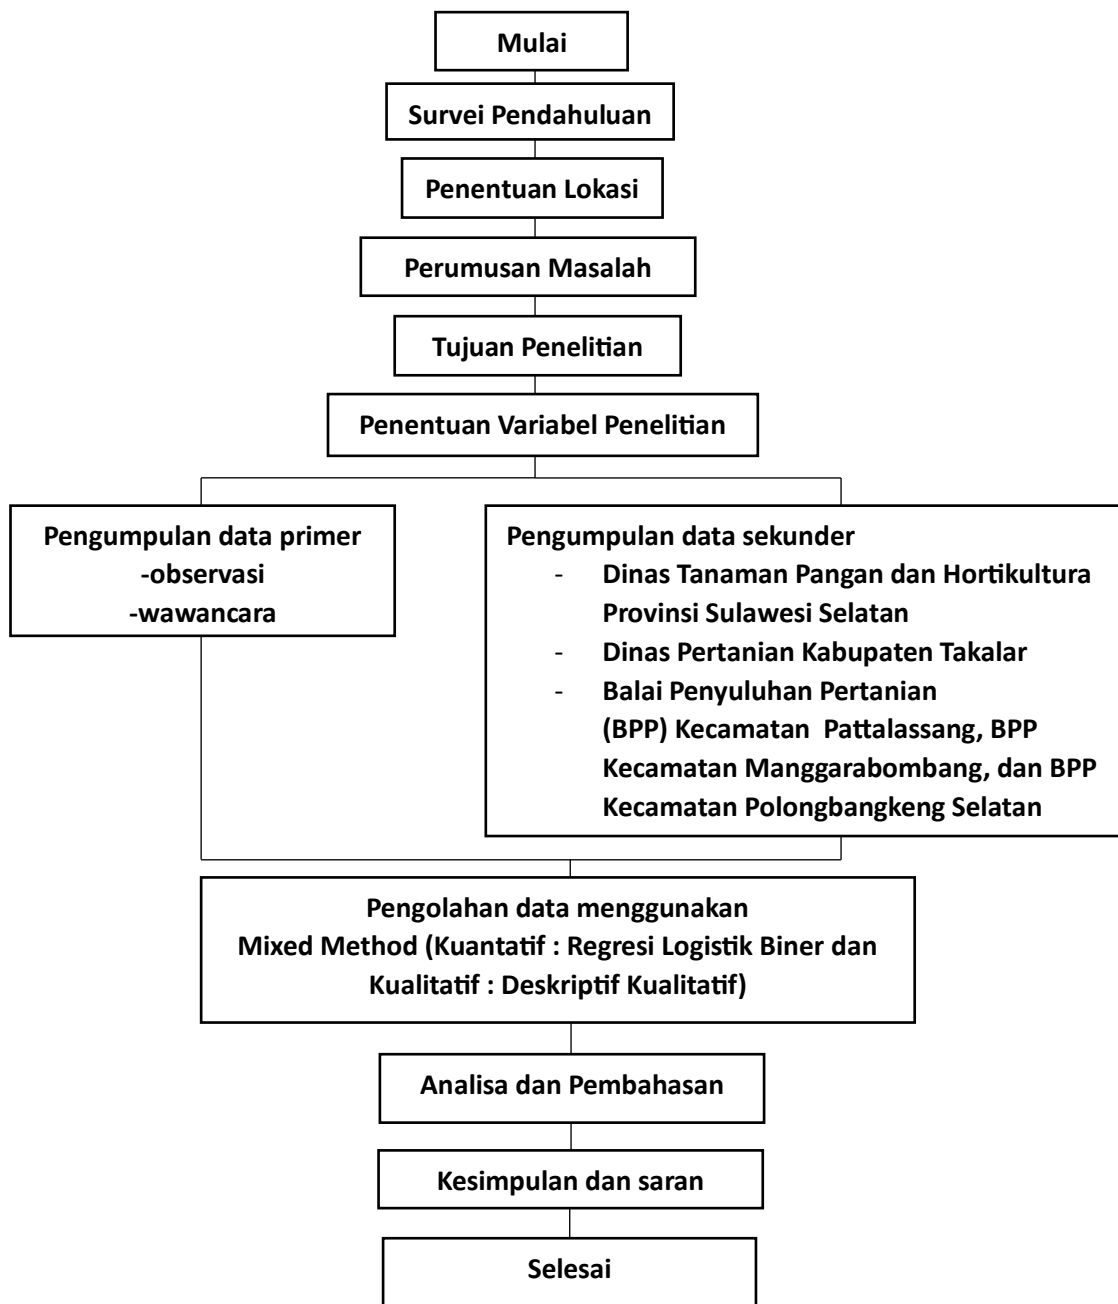 Mulai
Survei Pendahuluan
Penentuan Lokasi
Perumusan Masalah
Tujuan Penelitian
Penentuan Variabel Penelitian
Pengumpulan data primer
-observasi
-wawancara
Pengumpulan data sekunder
- Dinas Tanaman Pangan dan Hortikultura
Provinsi Sulawesi Selatan
- Dinas Pertanian Kabupaten Takalar
- Balai Penyuluhan Pertanian
(BPP) Kecamatan Pattalassang, BPP
Kecamatan Manggarabombang, dan BPP
Kecamatan Polongbangkeng Selatan
Pengolahan data menggunakan
Mixed Method (Kuantatif : Regresi Logistik Biner dan
Kualitatif : Deskriptif Kualitatif)
Analisa dan Pembahasan
Kesimpulan dan saran
Selesai